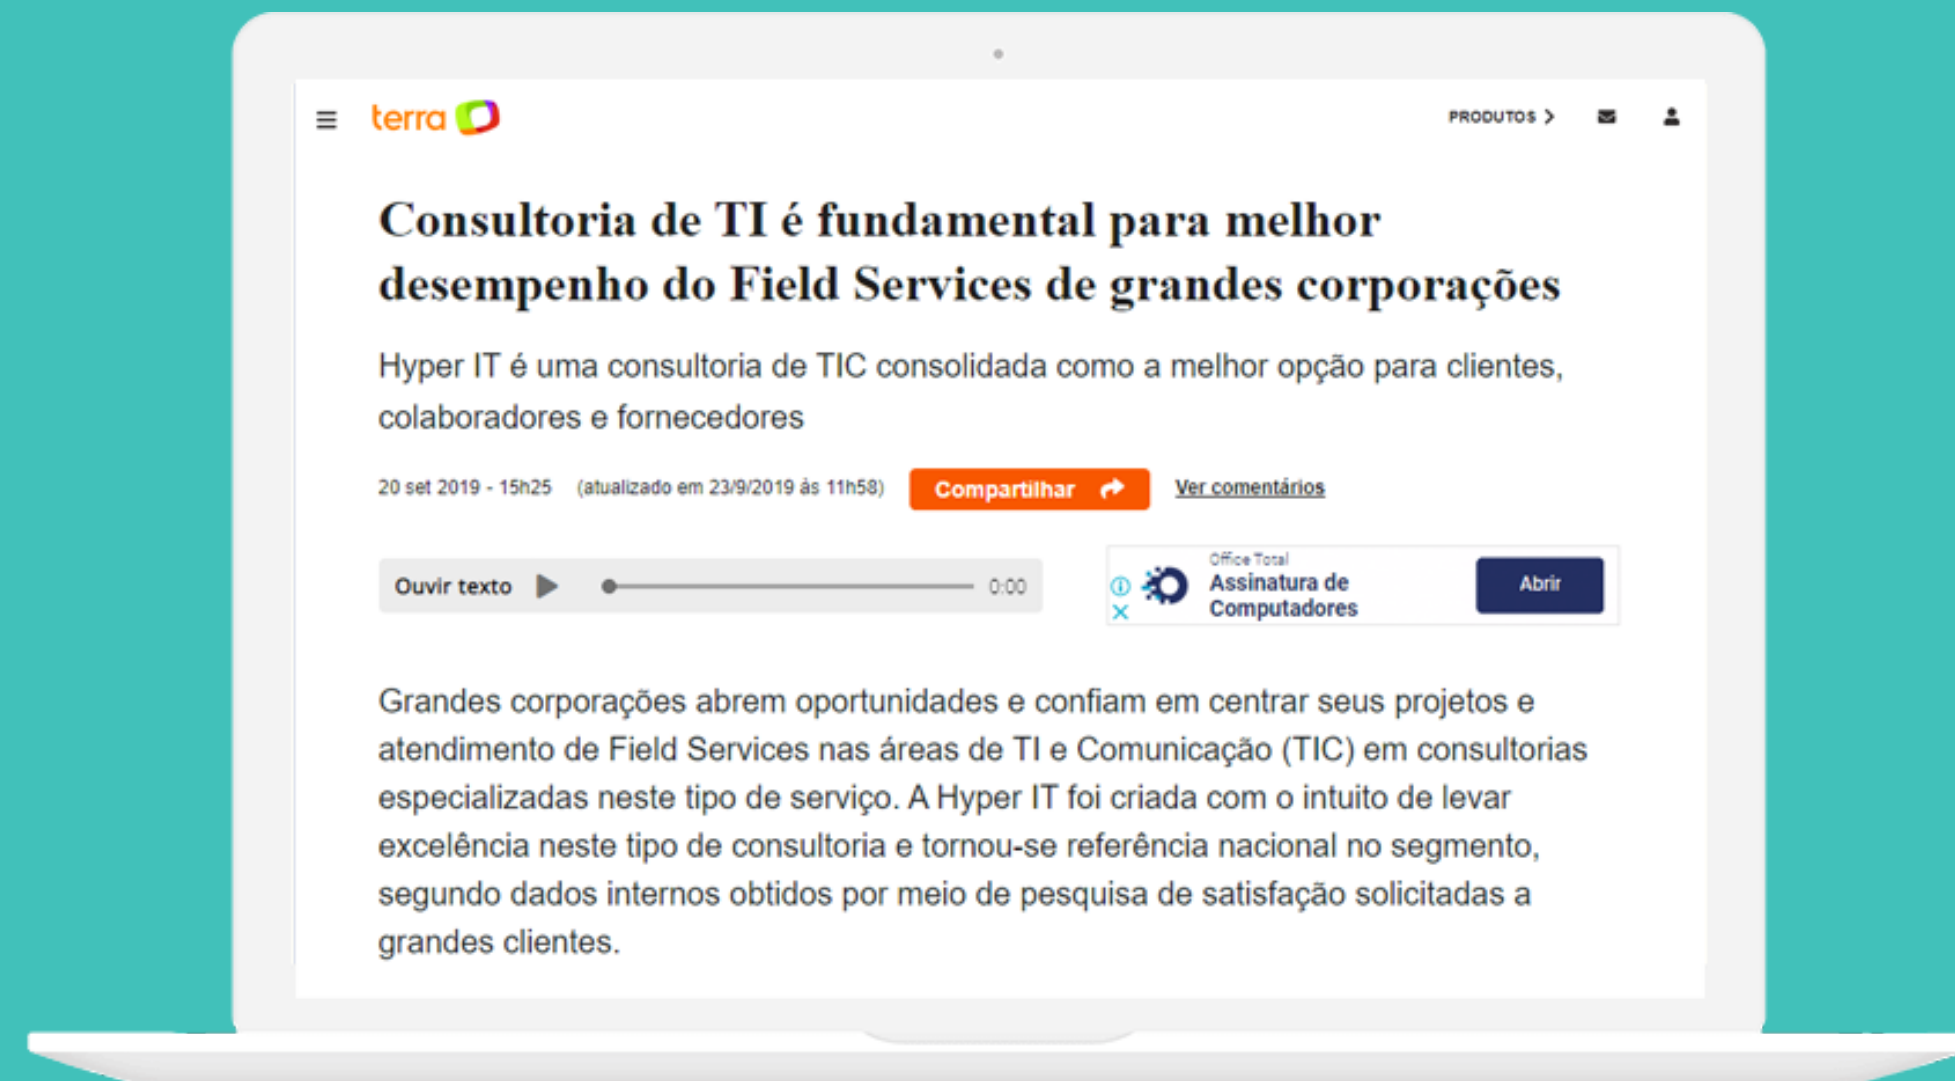 terra
PRODUTOS
Consultoria de TI é fundamental para melhor
desempenho do Field Services de grandes corporações
Hyper IT é uma consultoria de TIC consolidada como a melhor opção para clientes,
colaboradores e fornecedores
20 set 2019 - 15h25 (atualizado em 23/9/2019 às 11h58) Compartilhar Ver comentários
Ouvir texto 0:00
Office Total
Assinatura de
Computadores
Abrir
Grandes corporações abrem oportunidades e confiam em centrar seus projetos e
atendimento de Field Services nas áreas de TI e Comunicação (TIC) em consultorias
especializadas neste tipo de serviço. A Hyper IT foi criada com o intuito de levar
excelência neste tipo de consultoria e tornou-se referência nacional no segmento,
segundo dados internos obtidos por meio de pesquisa de satisfação solicitadas a
grandes clientes.